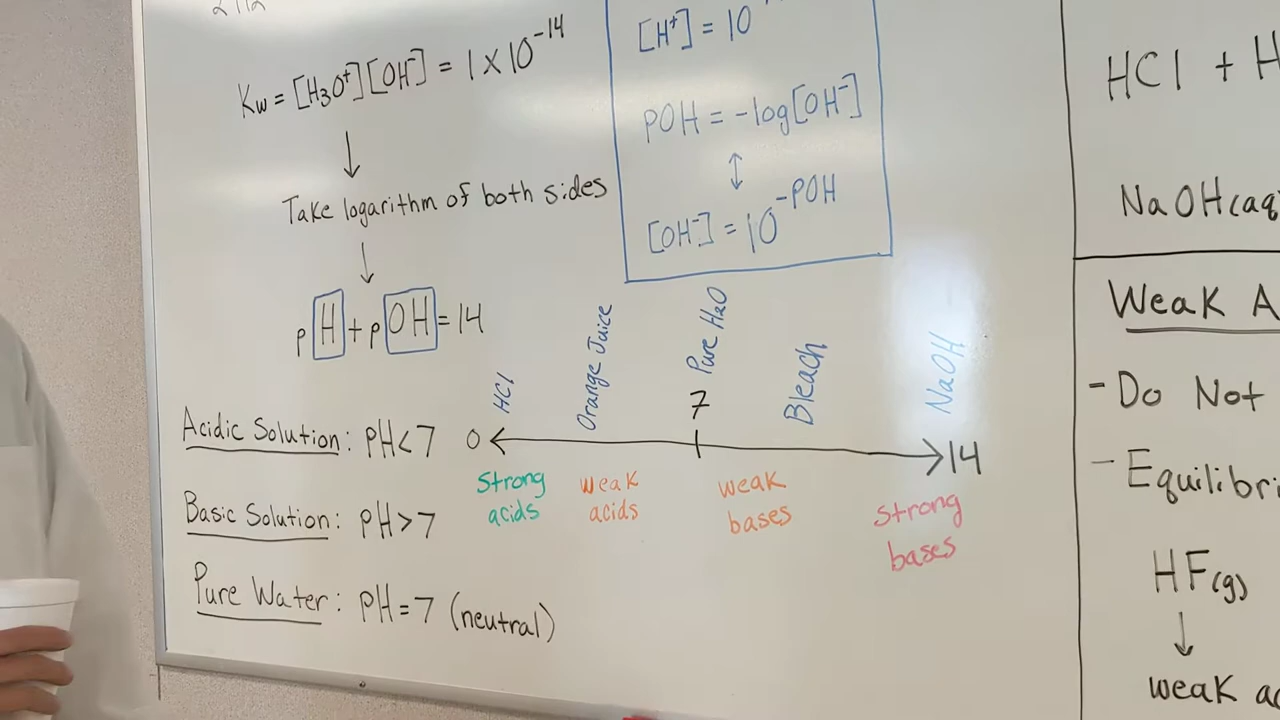 Kw = [H₃O⁺][OH⁻] = 1 × 10⁻¹⁴
↓
Take logarithm of both sides
↓
pH + pOH = 14
[H⁺] = 10
POH = -log[OH⁻]
↕
[OH⁻] = 10^-POH
Acidic Solution: PH<7
Basic Solution: PH>7
Pure Water: PH=7 (neutral)
HCl
Orange Juice
Pure H₂O
Bleach
NaOH
7
0 ← → 14
Strong acids
weak acids
weak bases
strong bases
HCl + H
NaOH(aq
Weak A
- Do Not
- Equilibri
HF(g)
↓
weak ac